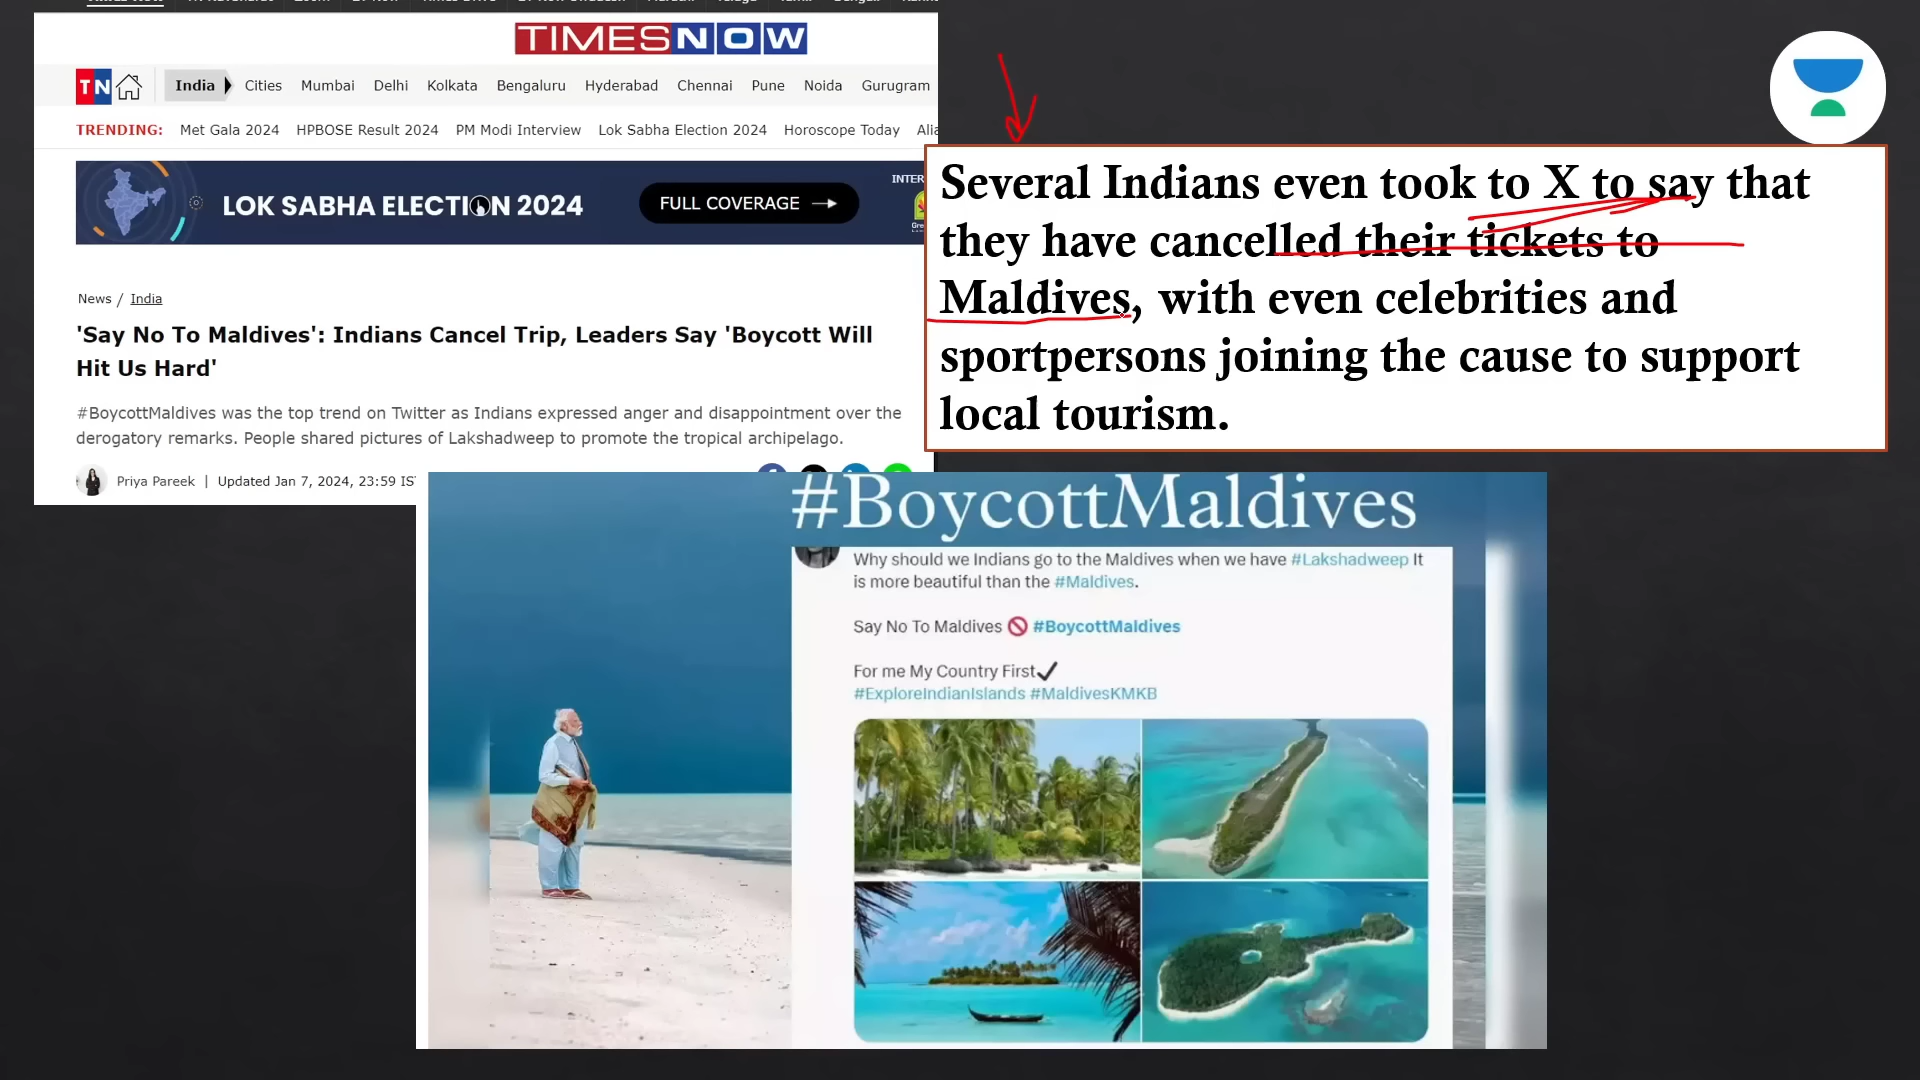 TIMES NOW
TN India Cities Mumbai Delhi Kolkata Bengaluru Hyderabad Chennai Pune Noida Gurugram
TRENDING: Met Gala 2024 HPBOSE Result 2024 PM Modi Interview Lok Sabha Election 2024 Horoscope Today
LOK SABHA ELECTION 2024 FULL COVERAGE
News / India
'Say No To Maldives': Indians Cancel Trip, Leaders Say 'Boycott Will
Hit Us Hard'
#BoycottMaldives was the top trend on Twitter as Indians expressed anger and disappointment over the
derogatory remarks. People shared pictures of Lakshadweep to promote the tropical archipelago.
Priya Pareek | Updated Jan 7, 2024, 23:59
Several Indians even took to X to say that
they have cancelled their tickets to
Maldives, with even celebrities and
sportpersons joining the cause to support
local tourism.
#BoycottMaldives
Why should we Indians go to the Maldives when we have #Lakshadweep It
is more beautiful than the #Maldives.
Say No To Maldives 🚫 #BoycottMaldives
For me My Country First✔
#ExploreIndianIslands #MaldivesKMKB